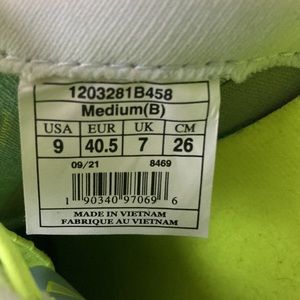 1203281B458
Medium(B)
USA EUR UK CM
9 40.5 7 26
09/21 8469
1 90340 97069 6
MADE IN VIETNAM
FABRIQUE AU VIETNAM